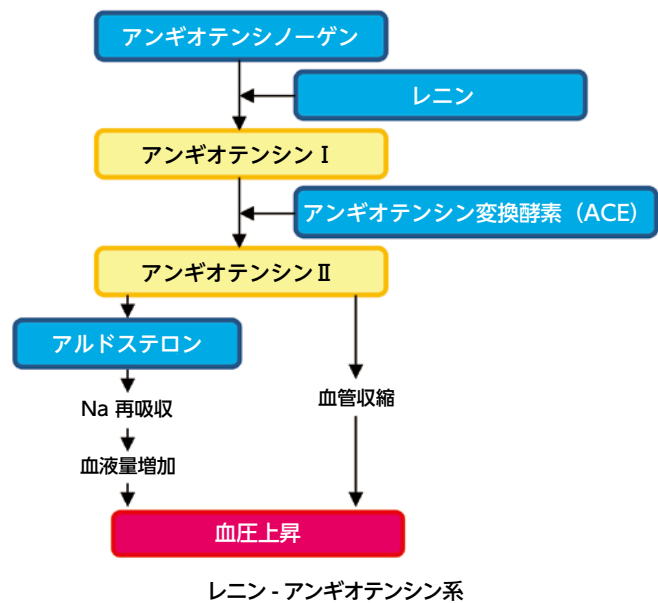 アンギオテンシノーゲン
レニン
アンギオテンシンⅠ
アンギオテンシン変換酵素（ACE）
アンギオテンシンⅡ
アルドステロン
Na 再吸収
血管収縮
血液量増加
血圧上昇
レニン - アンギオテンシン系